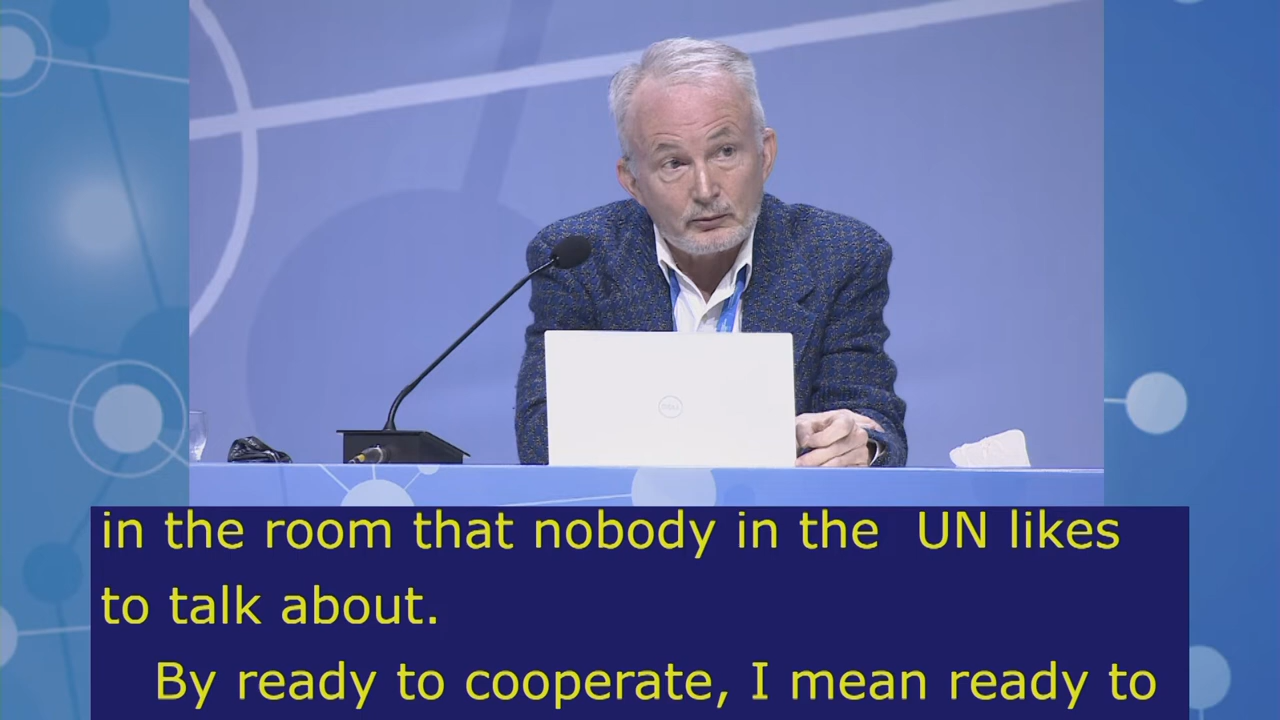 in the room that nobody in the  UN likes
to talk about.
By ready to cooperate, I mean ready to